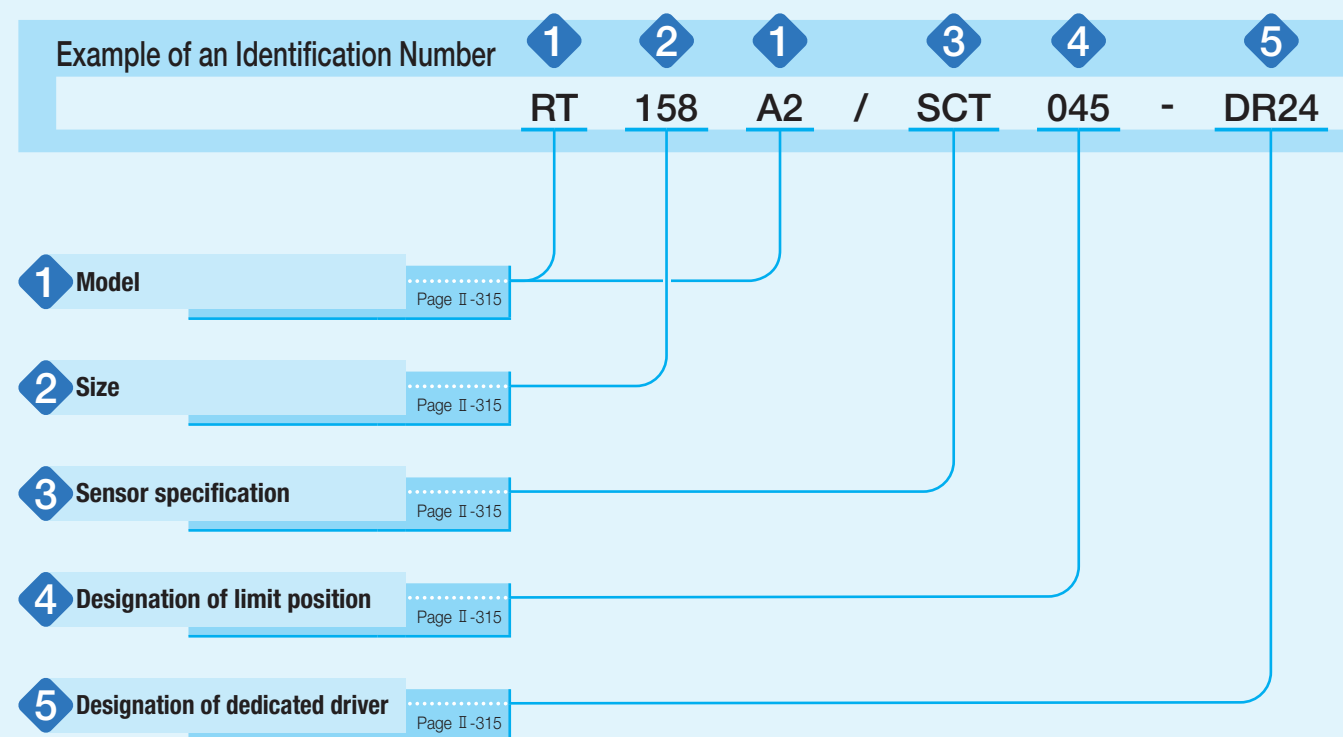 Example of an Identification Number
1 2 1 3 4 5
RT 158 A2 / SCT 045 - DR24
1 Model
Page Ⅱ-315
2 Size
Page Ⅱ-315
3 Sensor specification
Page Ⅱ-315
4 Designation of limit position
Page Ⅱ-315
5 Designation of dedicated driver
Page Ⅱ-315